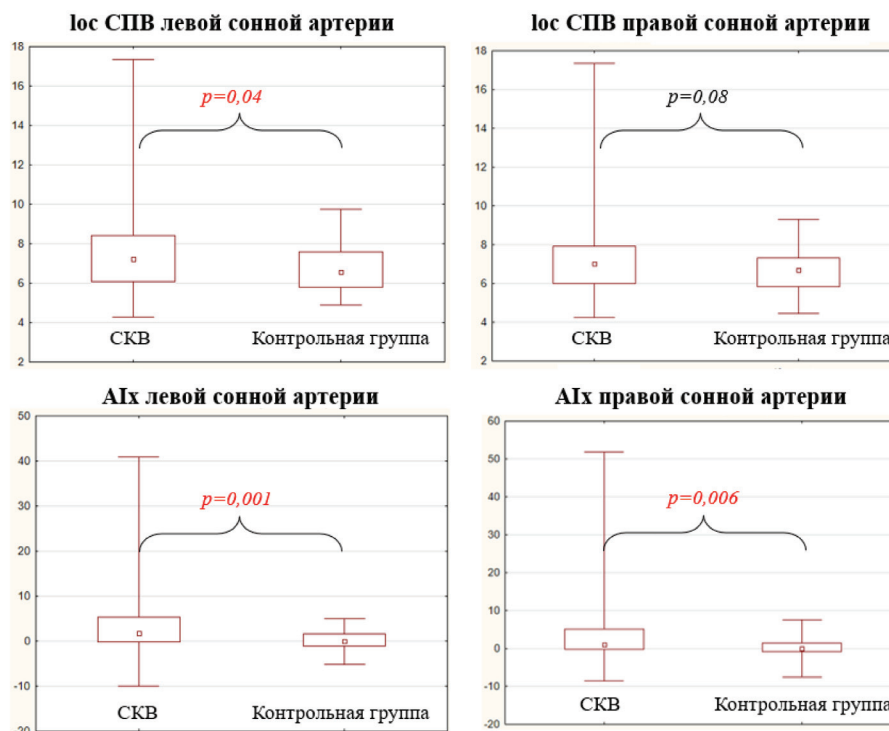 loc СПВ левой сонной артерии
18
16
14
12
10
8
6
4
2
p=0,04
СКВ
Контрольная группа
loc СПВ правой сонной артерии
18
16
14
12
10
8
6
4
2
p=0,08
СКВ
Контрольная группа
AIx левой сонной артерии
50
40
30
20
10
0
-10
-20
p=0,001
СКВ
Контрольная группа
AIx правой сонной артерии
60
50
40
30
20
10
0
-10
-20
p=0,006
СКВ
Контрольная группа